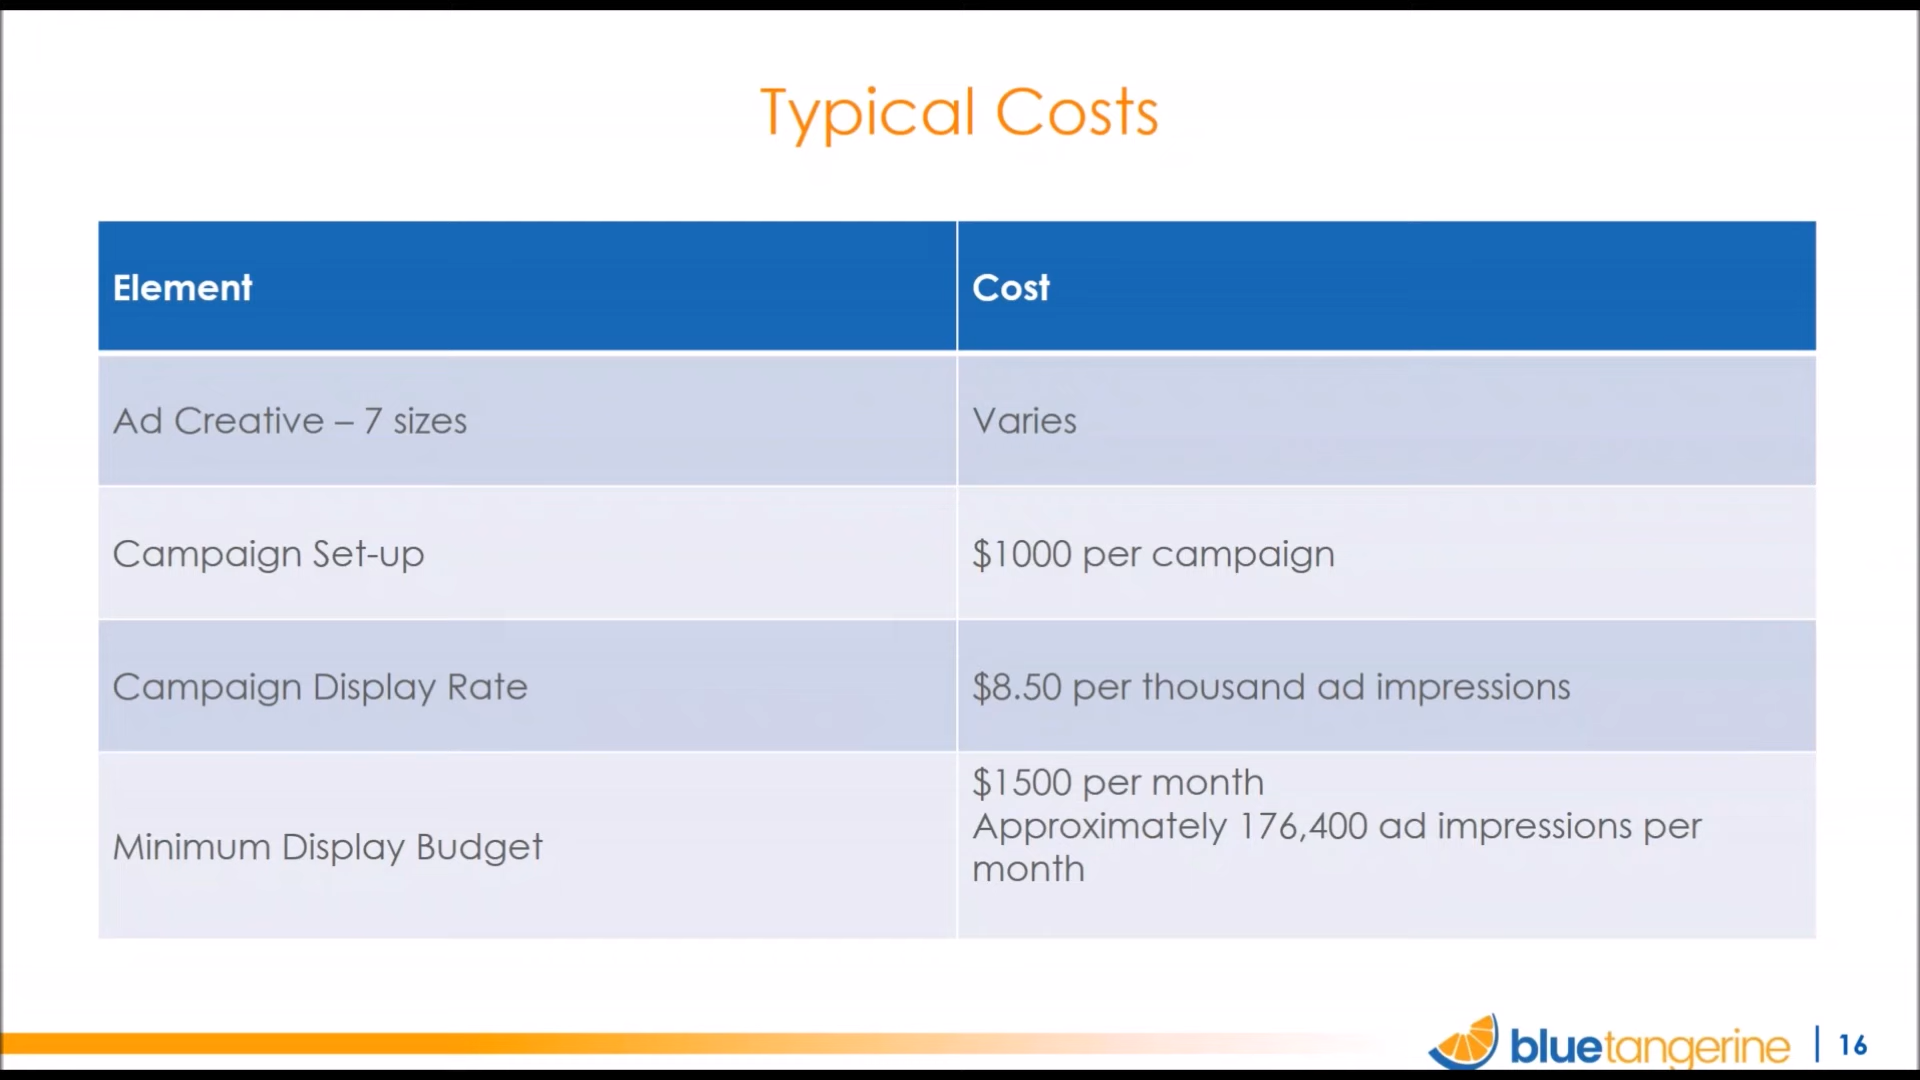 Typical Costs
Element
Cost
Ad Creative – 7 sizes
Varies
Campaign Set-up
$1000 per campaign
Campaign Display Rate
$8.50 per thousand ad impressions
Minimum Display Budget
$1500 per month
Approximately 176,400 ad impressions per
month
bluetangerine
16